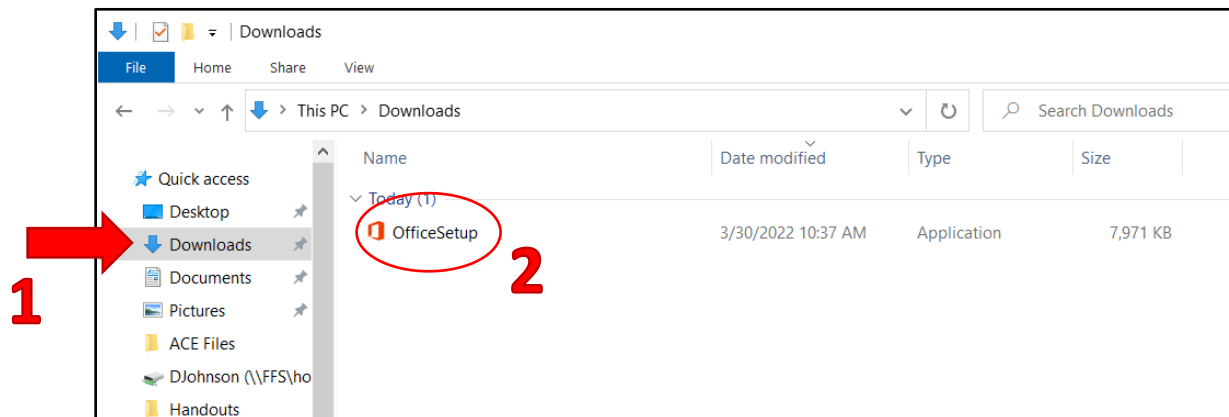 Downloads
File Home Share View
This PC > Downloads
Search Downloads
Name Date modified Type Size
Quick access
Today (1)
Desktop
OfficeSetup 3/30/2022 10:37 AM Application 7,971 KB
Downloads
2
Documents
1
Pictures
ACE Files
DJohnson (\\FFS\ho
Handouts